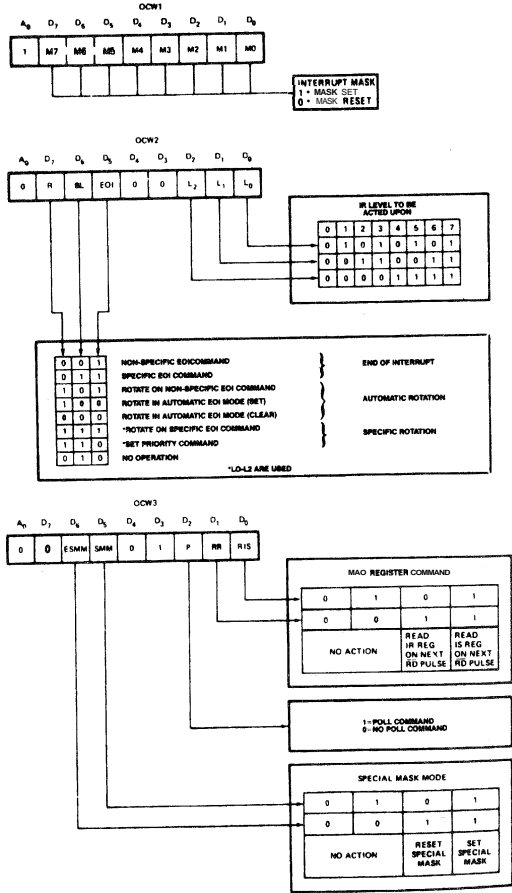 OCW1
A0 D7 D6 D5 D4 D3 D2 D1 D0
1 M7 M6 M5 M4 M3 M2 M1 M0
INTERRUPT MASK
1 = MASK SET
0 = MASK RESET
OCW2
A0 D7 D6 D5 D4 D3 D2 D1 D0
0 R SL EOI 0 0 L2 L1 L0
IR LEVEL TO BE
ACTED UPON
0 1 2 3 4 5 6 7
0 1 0 1 0 1 0 1
0 0 1 1 0 0 1 1
0 0 0 0 1 1 1 1
0 0 1 NON-SPECIFIC EOICOMMAND } END OF INTERRUPT
0 1 1 SPECIFIC EOI COMMAND
1 0 1 ROTATE ON NON-SPECIFIC EOI COMMAND
1 0 0 ROTATE IN AUTOMATIC EOI MODE (SET) } AUTOMATIC ROTATION
0 0 0 ROTATE IN AUTOMATIC EOI MODE (CLEAR)
1 1 1 *ROTATE ON SPECIFIC EOI COMMAND } SPECIFIC ROTATION
1 1 0 *SET PRIORITY COMMAND
0 1 0 NO OPERATION
*LO-L2 ARE USED
OCW3
An D7 D6 D5 D4 D3 D2 D1 D0
0 0 ESMM SMM 0 1 P RR RIS
MAO REGISTER COMMAND
0 1 0 1
0 0 1 1
NO ACTION
READ
IR REG
ON NEXT
RD PULSE
READ
IS REG
ON NEXT
RD PULSE
1=POLL COMMAND
0=NO POLL COMMAND
SPECIAL MASK MODE
0 1 0 1
0 0 1 1
NO ACTION
RESET
SPECIAL
MASK
SET
SPECIAL
MASK